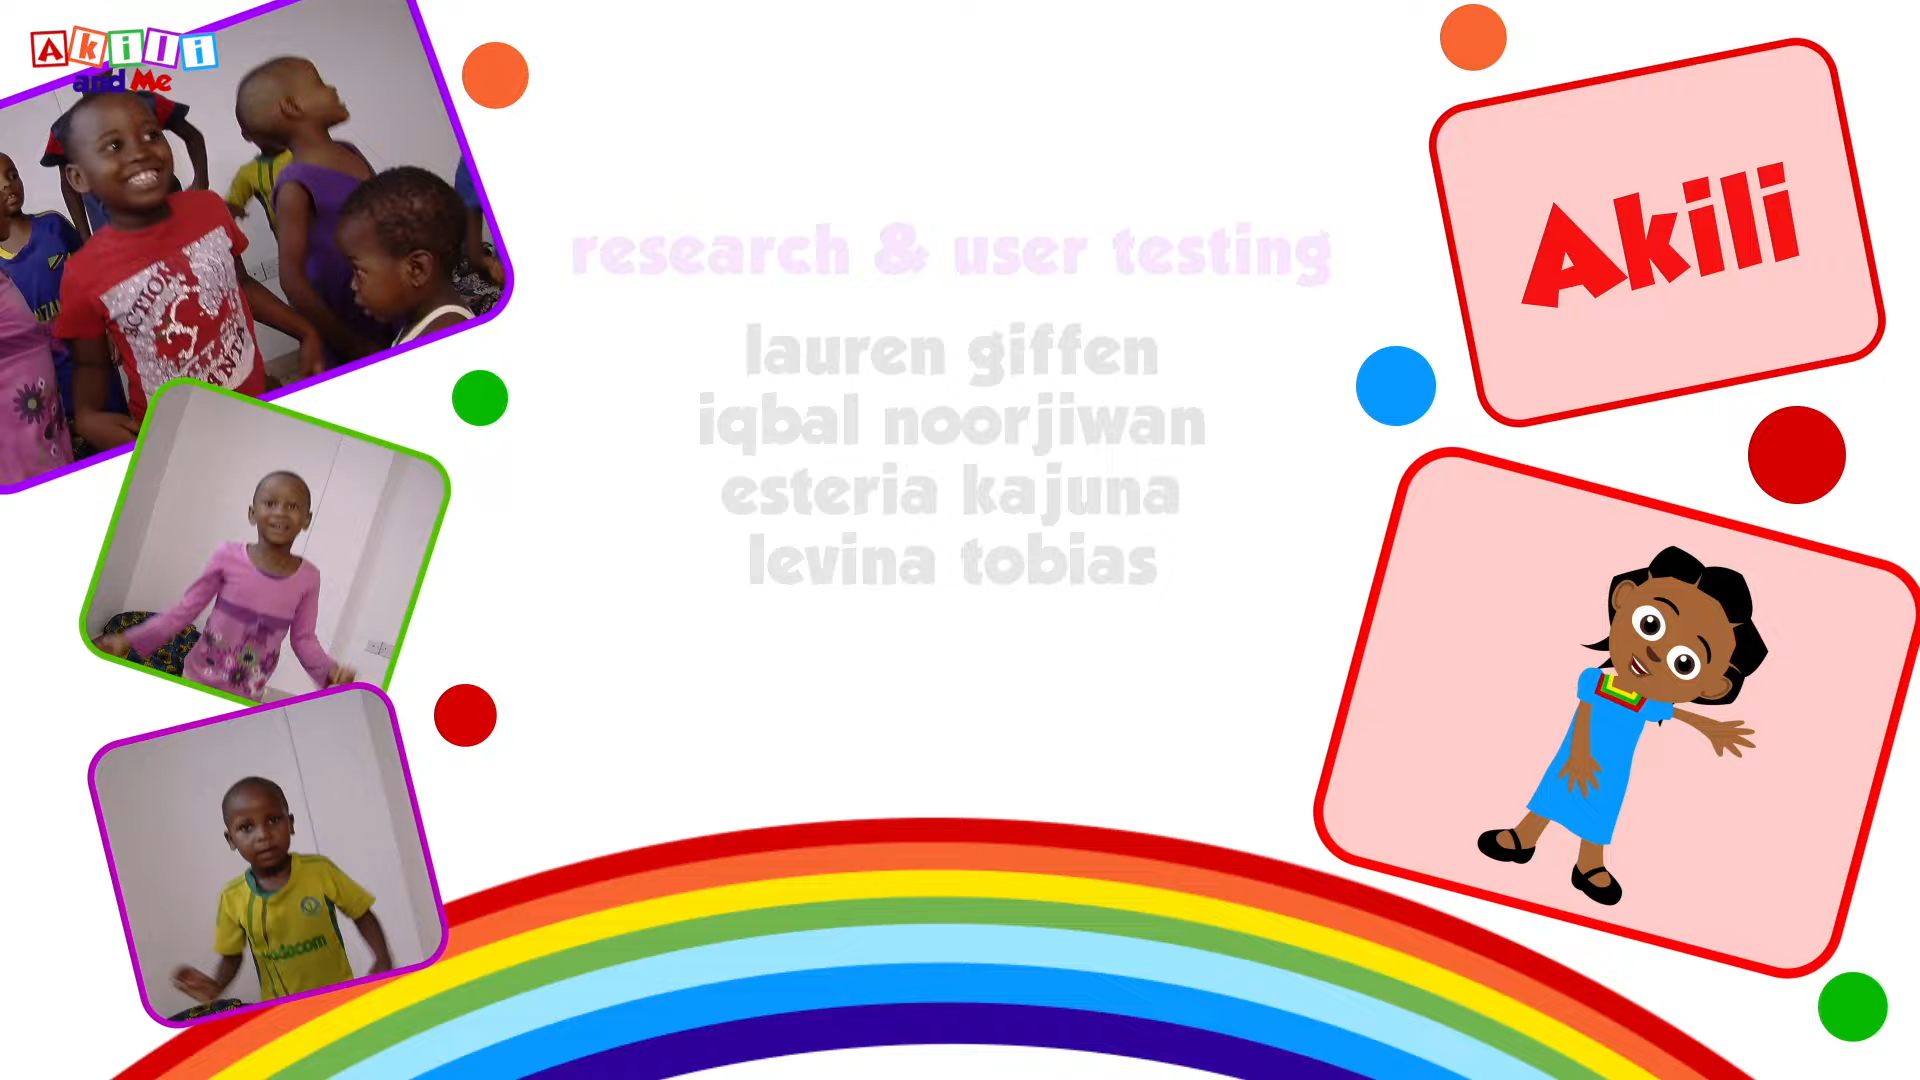 Akili
and Me
research & user testing
lauren giffen
iqbal noorjiwan
esteria kajuna
levina tobias
Akili